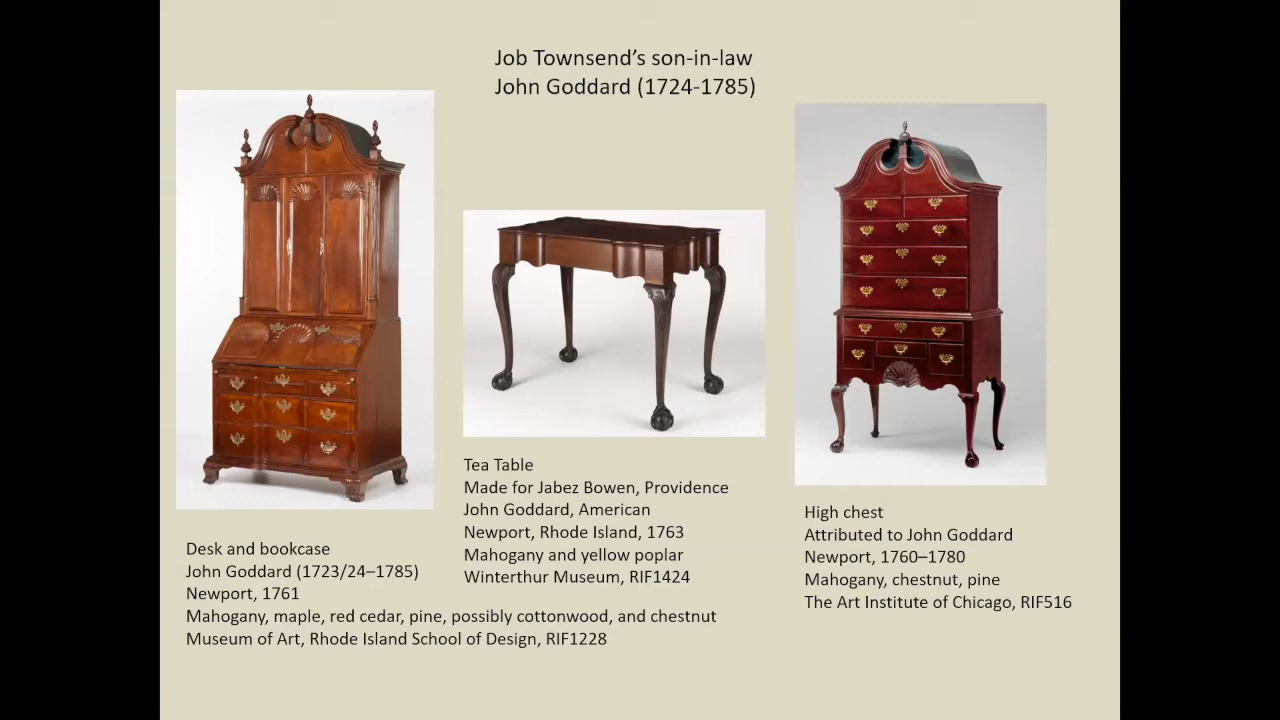 Job Townsend's son-in-law
John Goddard (1724-1785)
Desk and bookcase
John Goddard (1723/24–1785)
Newport, 1761
Mahogany, maple, red cedar, pine, possibly cottonwood, and chestnut
Museum of Art, Rhode Island School of Design, RIF1228
Tea Table
Made for Jabez Bowen, Providence
John Goddard, American
Newport, Rhode Island, 1763
Mahogany and yellow poplar
Winterthur Museum, RIF1424
High chest
Attributed to John Goddard
Newport, 1760–1780
Mahogany, chestnut, pine
The Art Institute of Chicago, RIF516